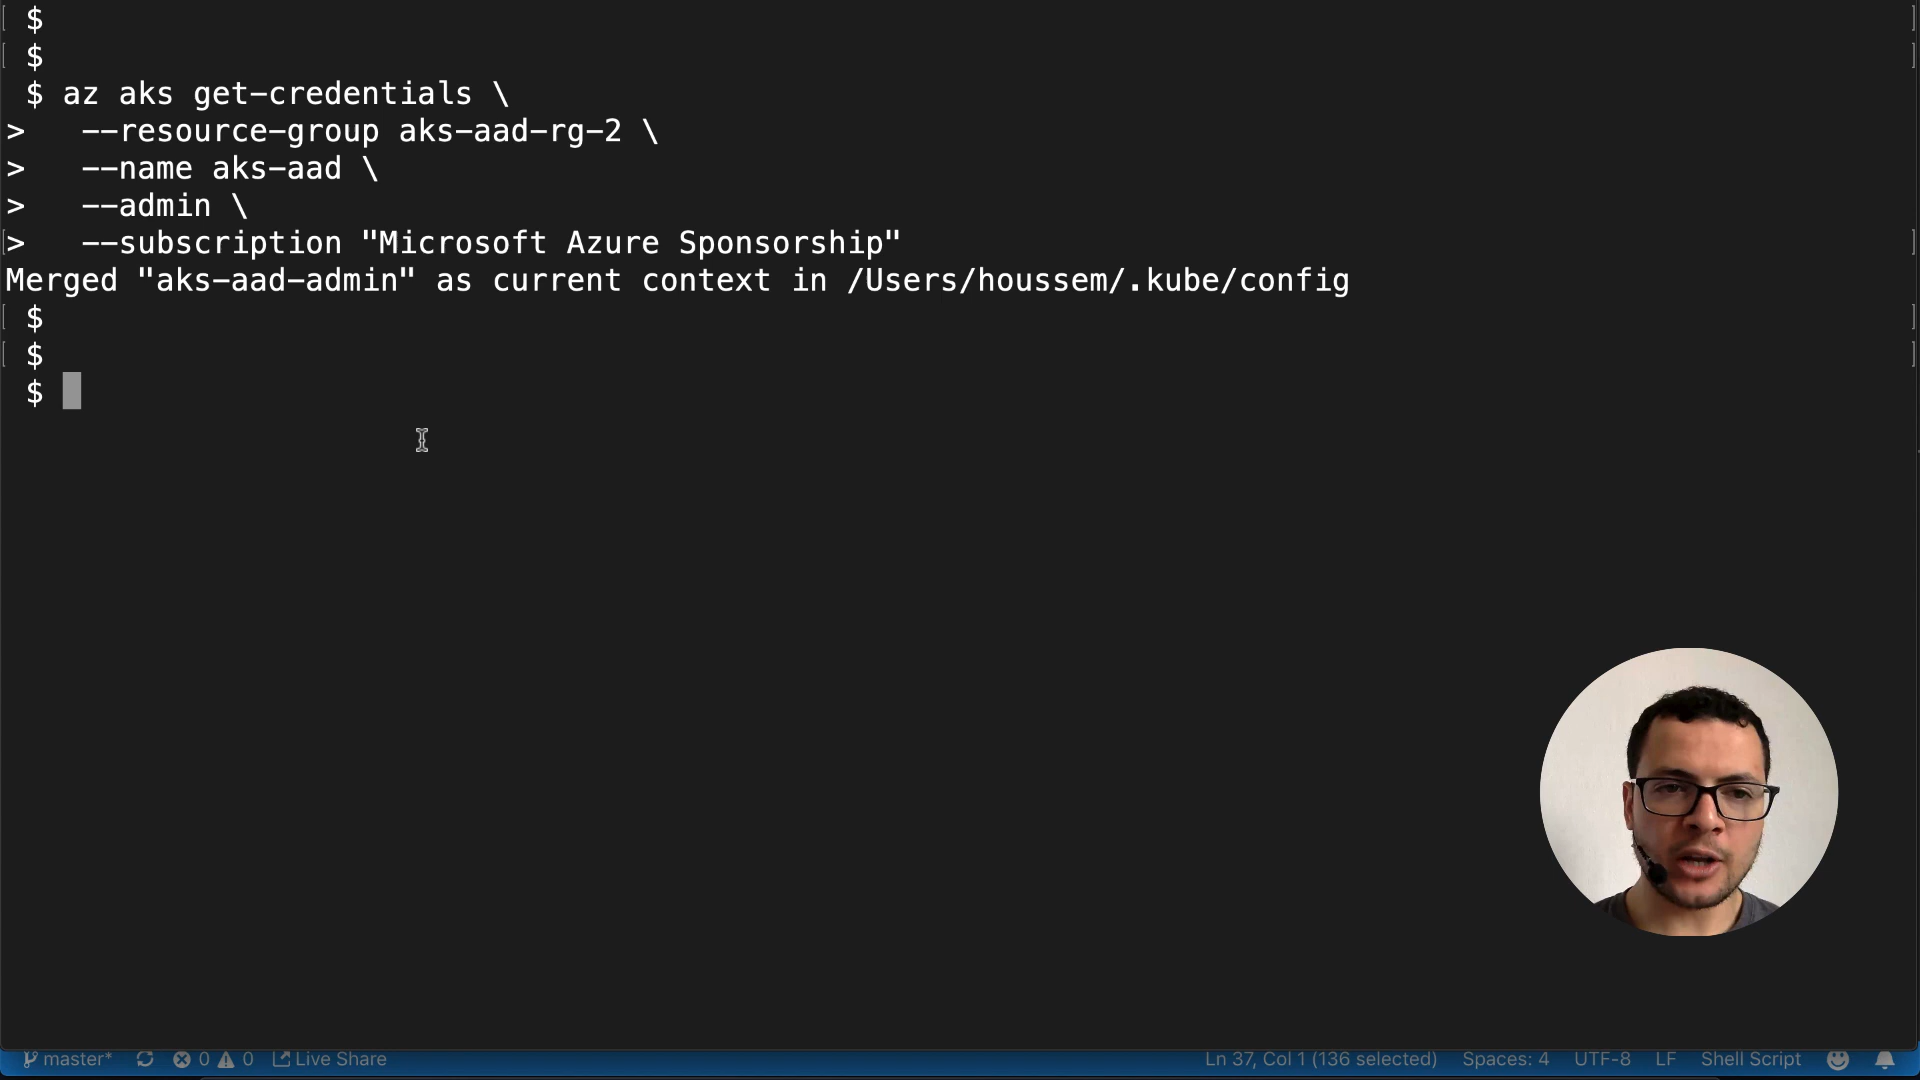 $
$
$ az aks get-credentials \
>   --resource-group aks-aad-rg-2 \
>   --name aks-aad \
>   --admin \
>   --subscription "Microsoft Azure Sponsorship"
Merged "aks-aad-admin" as current context in /Users/houssem/.kube/config
$
$
$
master* 0 0 Live Share Ln 37, Col 1 (136 selected) Spaces: 4 UTF-8 LF Shell Script